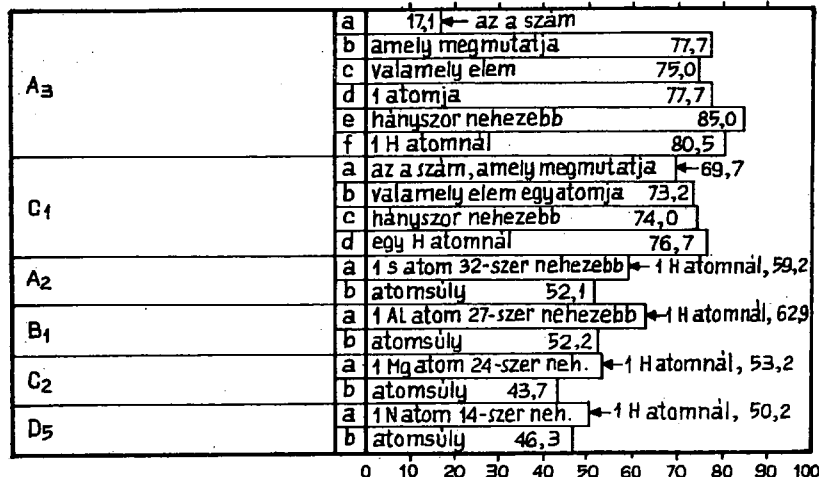 a 17,1 ← az a szám
b amely megmutatja 77,7
A3 c valamely elem 75,0
d 1 atomja 77,7
e hányszor nehezebb 85,0
f 1 H atomnál 80,5
a az a szám, amely megmutatja ← 69,7
C1 b valamely elem egy atomja 73,2
c hányszor nehezebb 74,0
d egy H atomnál 76,7
A2 a 1 s atom 32-szer nehezebb ← 1 H atomnál, 59,2
b atomsúly 52,1
B1 a 1 AL atom 27-szer nehezebb ← 1 H atomnál, 62,9
b atomsúly 52,2
C2 a 1 Mg atom 24-szer neh. ← 1 H atomnál, 53,2
b atomsúly 43,7
D5 a 1 N atom 14-szer neh. ← 1 H atomnál, 50,2
b atomsúly 46,3
0 10 20 30 40 50 60 70 80 90 100